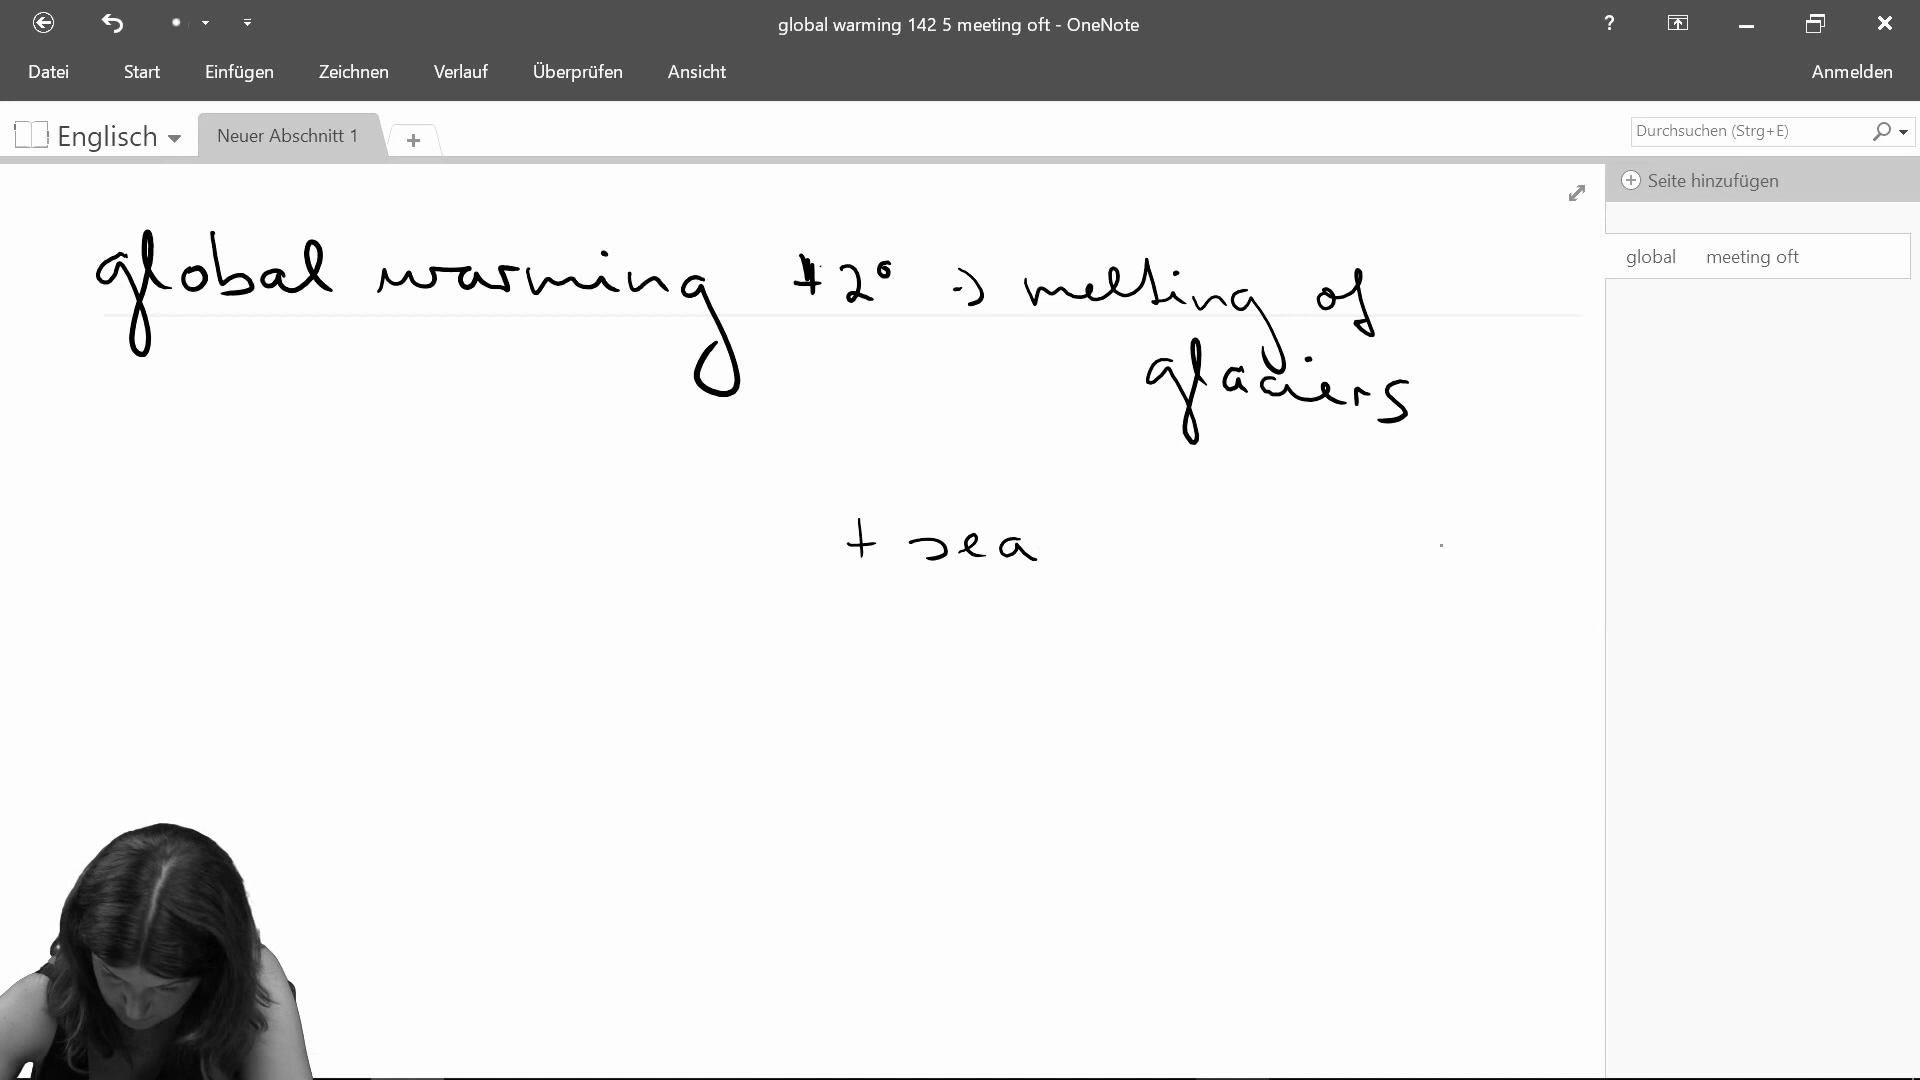 global warming 142 5 meeting oft - OneNote
?
Datei Start Einfügen Zeichnen Verlauf Überprüfen Ansicht Anmelden
Englisch Neuer Abschnitt 1 + Durchsuchen (Strg+E)
Seite hinzufügen
global meeting oft
global warming +2° → melting of
glaciers
+ sea